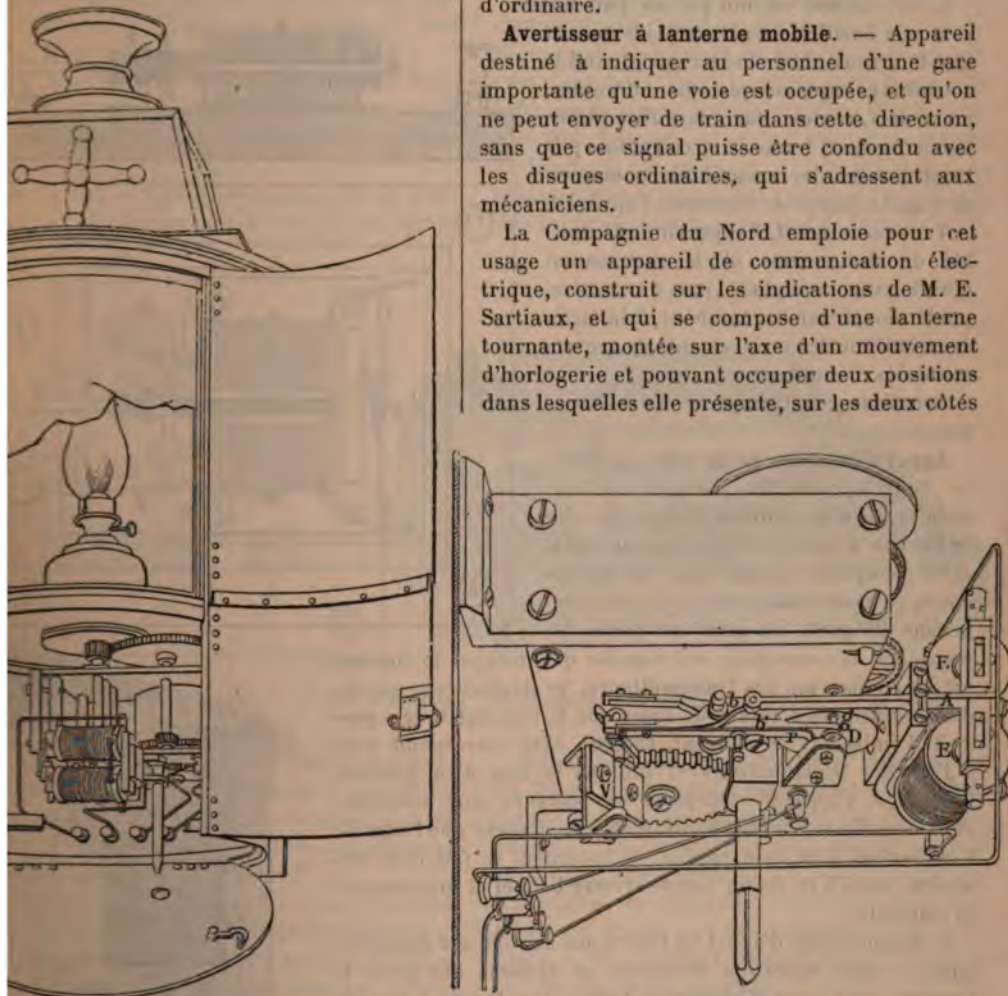 d'ordinaire.
Avertisseur à lanterne mobile. — Appareil
destiné à indiquer au personnel d'une gare
importante qu'une voie est occupée, et qu'on
ne peut envoyer de train dans cette direction,
sans que ce signal puisse être confondu avec
les disques ordinaires, qui s'adressent aux
mécaniciens.
La Compagnie du Nord emploie pour cet
usage un appareil de communication élec-
trique, construit sur les indications de M. E.
Sartiaux, et qui se compose d'une lanterne
tournante, montée sur l'axe d'un mouvement
d'horlogerie et pouvant occuper deux positions
dans lesquelles elle présente, sur les deux côtés
E
A
b
b'
P
D
E
V